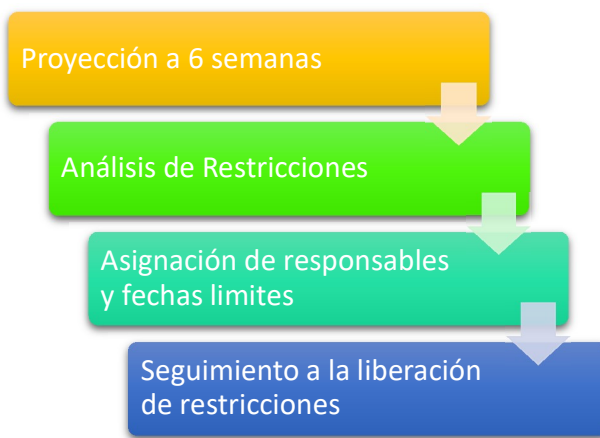 Proyección a 6 semanas
Análisis de Restricciones
Asignación de responsables
y fechas limites
Seguimiento a la liberación
de restricciones